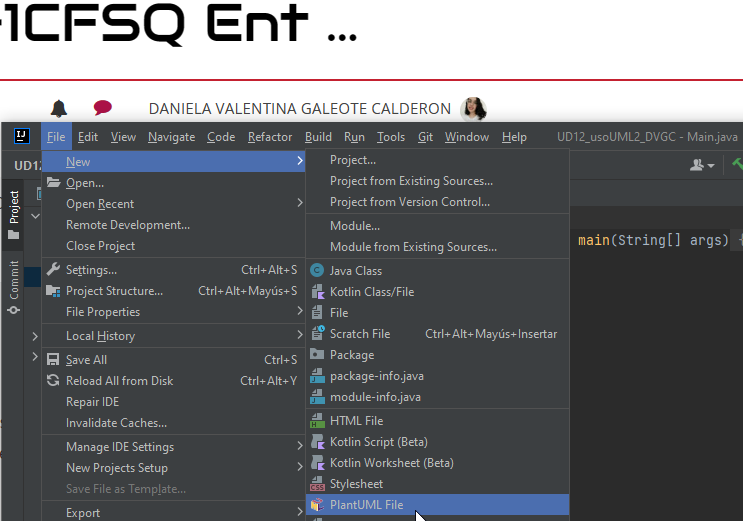 1CFSQ Ent ...
DANIELA VALENTINA GALEOTE CALDERON
IJ File Edit View Navigate Code Refactor Build Run Tools Git Window Help UD12_usoUML2_DVGC - Main.java
UD12
Project
Commit
New
Open...
Open Recent
Remote Development...
Close Project
Settings... Ctrl+Alt+S
Project Structure... Ctrl+Alt+Mayús+S
File Properties
Local History
Save All Ctrl+S
Reload All from Disk Ctrl+Alt+Y
Repair IDE
Invalidate Caches...
Manage IDE Settings
New Projects Setup
Save File as Template...
Export
Project...
Project from Existing Sources...
Project from Version Control...
Module...
Module from Existing Sources...
Java Class
Kotlin Class/File
File
Scratch File Ctrl+Alt+Mayús+Insertar
Package
package-info.java
module-info.java
HTML File
Kotlin Script (Beta)
Kotlin Worksheet (Beta)
Stylesheet
PlantUML File
main(String[] args) {